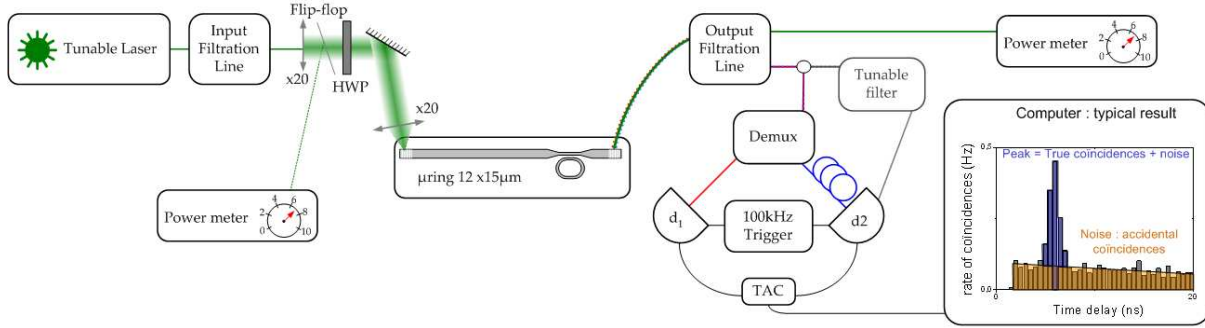 Tunable Laser
Input
Filtration
Line
Flip-flop
x20
HWP
x20
Power meter
0
2
4
6
8
10
µring 12 x15µm
Output
Filtration
Line
Power meter
0
2
4
6
8
10
Tunable
filter
Demux
d1
100kHz
Trigger
d2
TAC
Computer : typical result
rate of coïncidences (Hz)
0.5
0.0
Peak = True coïncidences + noise
Noise : accidental
coïncidences
0
20
Time delay (ns)